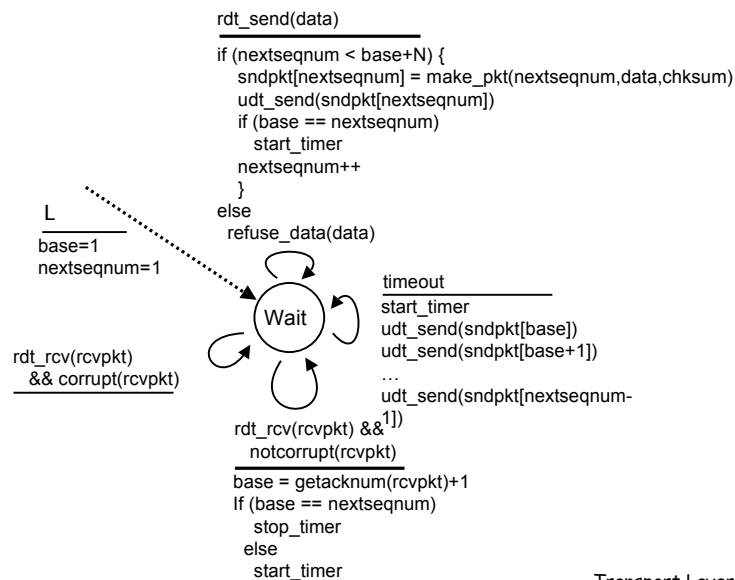 rdt_send(data)
if (nextseqnum < base+N) {
sndpkt[nextseqnum] = make_pkt(nextseqnum,data,chksum)
udt_send(sndpkt[nextseqnum])
if (base == nextseqnum)
start_timer
nextseqnum++
}
else
refuse_data(data)
L
base=1
nextseqnum=1
Wait
timeout
start_timer
udt_send(sndpkt[base])
udt_send(sndpkt[base+1])
…
udt_send(sndpkt[nextseqnum-
1])
rdt_rcv(rcvpkt)
&& corrupt(rcvpkt)
rdt_rcv(rcvpkt) &&
notcorrupt(rcvpkt)
base = getacknum(rcvpkt)+1
If (base == nextseqnum)
stop_timer
else
start_timer
Transport Layer